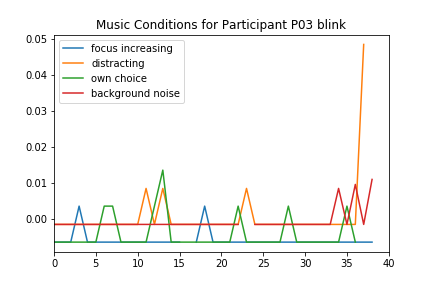 Music Conditions for Participant P03 blink
focus increasing
distracting
own choice
background noise
0.05
0.04
0.03
0.02
0.01
0.00
0 5 10 15 20 25 30 35 40